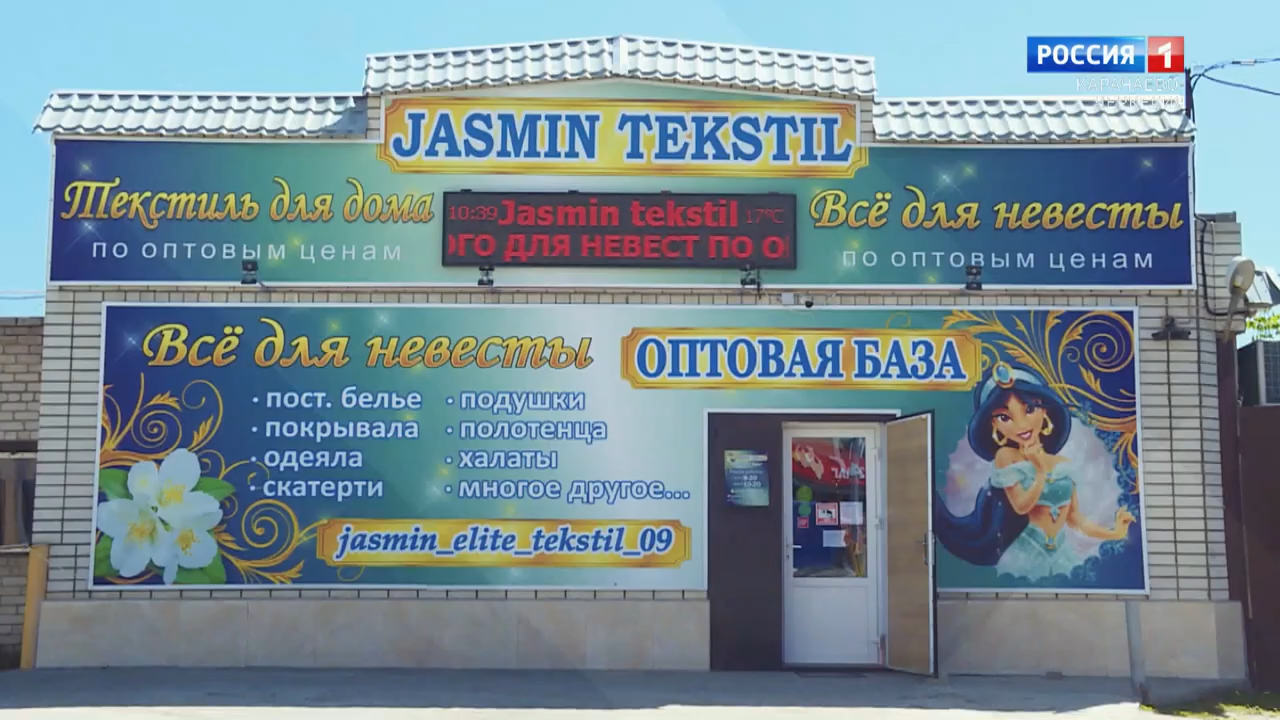 РОССИЯ 1
JASMIN TEKSTIL
Текстиль для дома
по оптовым ценам
10:39 Jasmin tekstil 17°C
ОГО ДЛЯ НЕВЕСТ ПО О
Всё для невесты
по оптовым ценам
Всё для невесты
· пост. белье
· покрывала
· одеяла
· скатерти
· подушки
· полотенца
· халаты
· многое другое...
jasmin_elite_tekstil_09
ОПТОВАЯ БАЗА